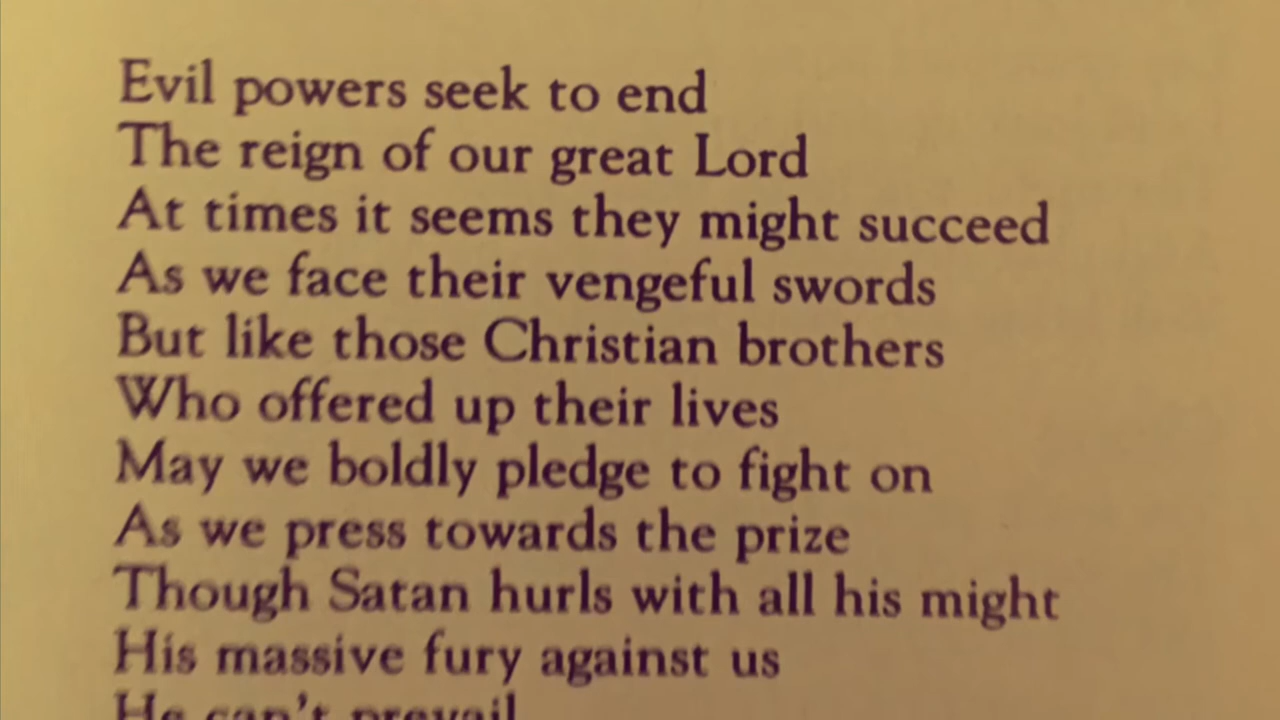 Evil powers seek to end
The reign of our great Lord
At times it seems they might succeed
As we face their vengeful swords
But like those Christian brothers
Who offered up their lives
May we boldly pledge to fight on
As we press towards the prize
Though Satan hurls with all his might
His massive fury against us
He can't prevail